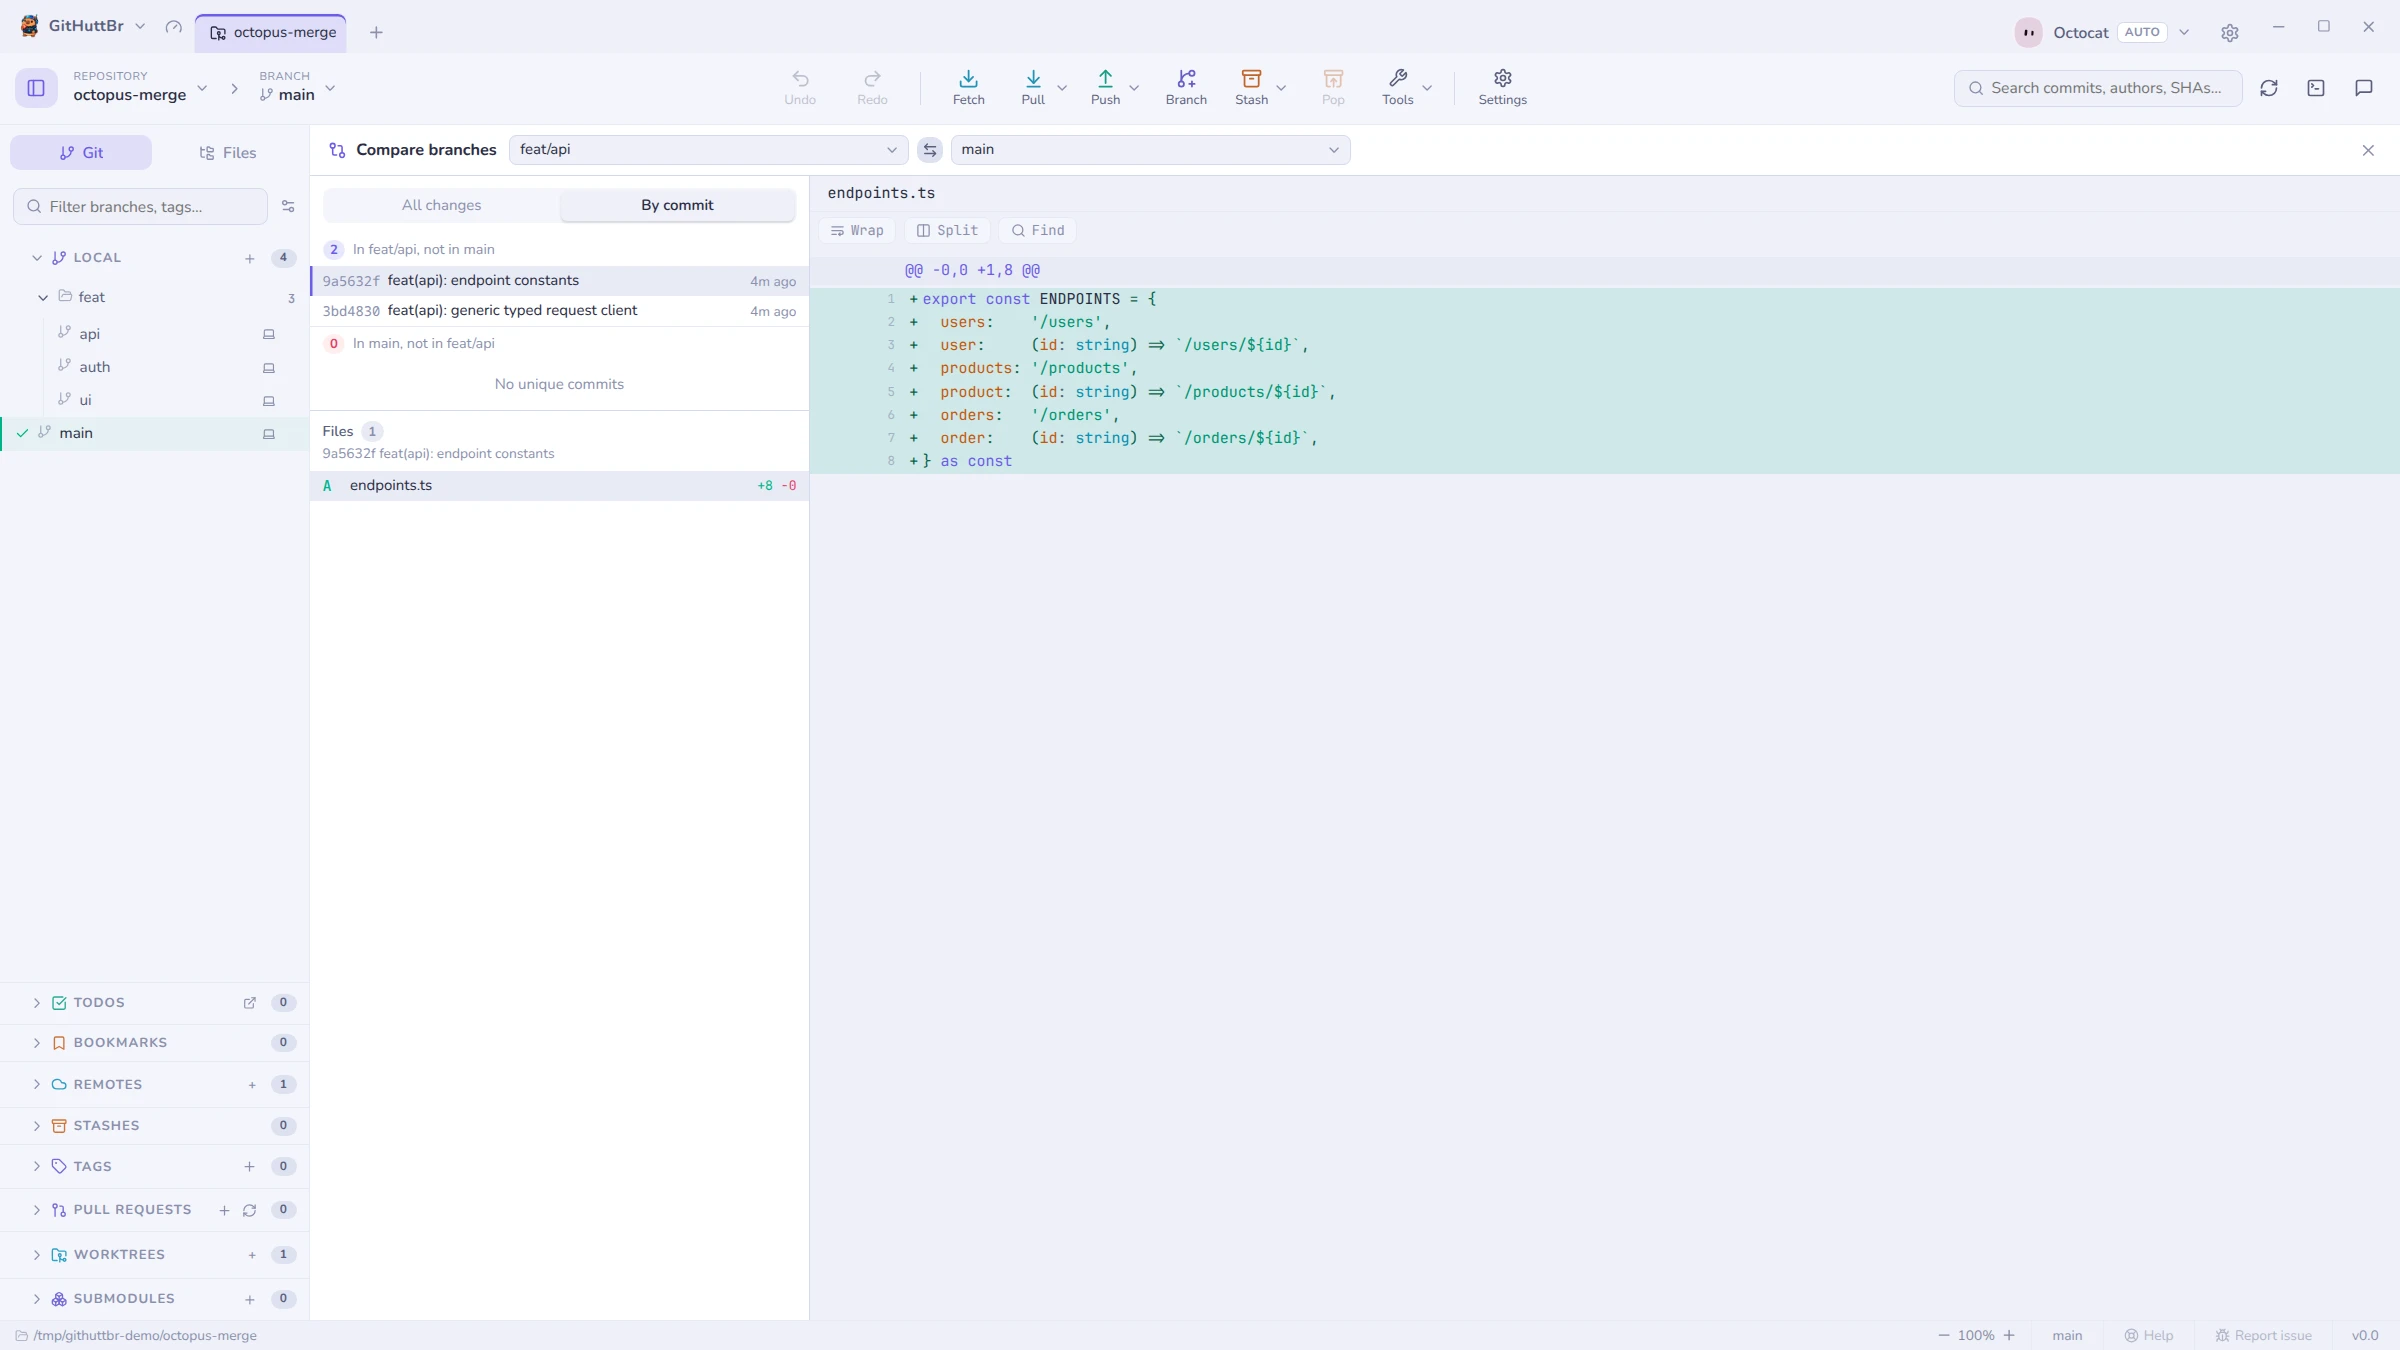 GitHuttBr
octopus-merge
Octocat AUTO
REPOSITORY
octopus-merge
BRANCH
main
Undo
Redo
Fetch
Pull
Push
Branch
Stash
Pop
Tools
Settings
Search commits, authors, SHAs...
Git
Files
Filter branches, tags...
LOCAL 4
feat 3
api
auth
ui
main
TODOS 0
BOOKMARKS 0
REMOTES + 1
STASHES 0
TAGS + 0
PULL REQUESTS + 0
WORKTREES + 1
SUBMODULES + 0
Compare branches feat/api main
All changes By commit
2 In feat/api, not in main
9a5632f feat(api): endpoint constants 4m ago
3bd4830 feat(api): generic typed request client 4m ago
0 In main, not in feat/api
No unique commits
Files 1
9a5632f feat(api): endpoint constants
A endpoints.ts +8 -0
endpoints.ts
Wrap Split Find
@@ -0,0 +1,8 @@
1 +export const ENDPOINTS = {
2 +  users:    '/users',
3 +  user:     (id: string) => `/users/${id}`,
4 +  products: '/products',
5 +  product:  (id: string) => `/products/${id}`,
6 +  orders:   '/orders',
7 +  order:    (id: string) => `/orders/${id}`,
8 +} as const
/tmp/githuttbr-demo/octopus-merge
— 100% +
main
Help
Report issue
v0.0